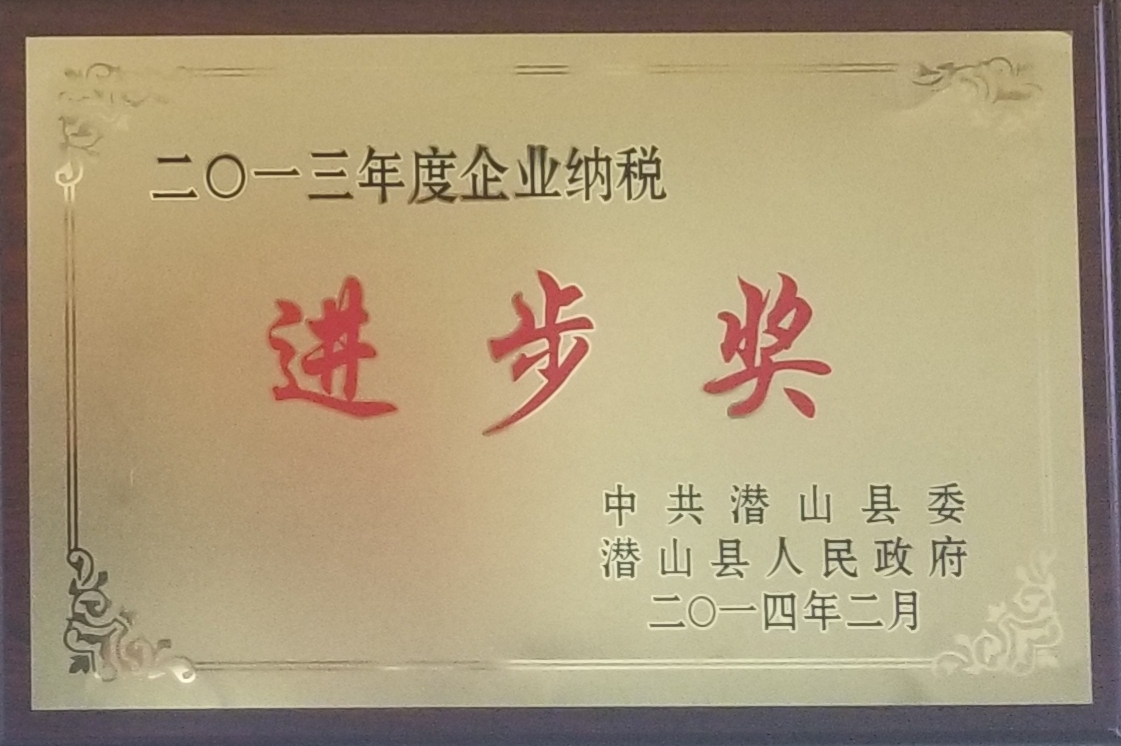 二〇一三年度企业纳税
进步奖
中共潜山县委
潜山县人民政府
二〇一四年二月